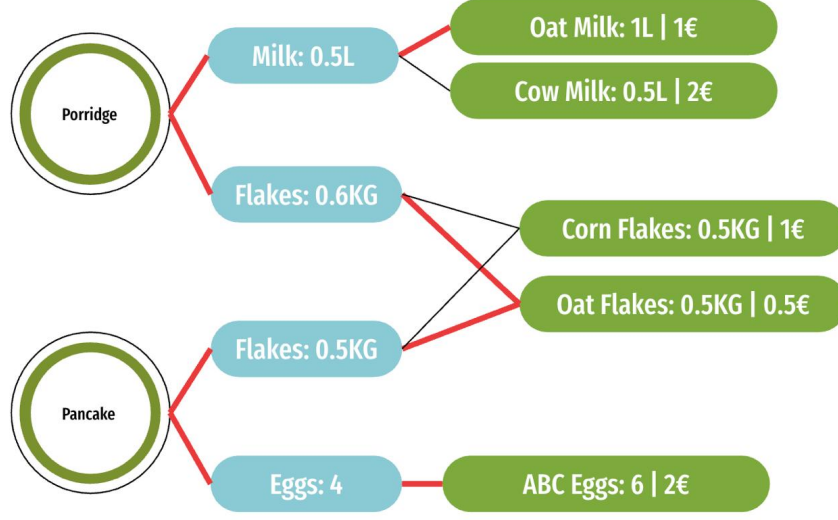 Porridge
Milk: 0.5L
Oat Milk: 1L | 1€
Cow Milk: 0.5L | 2€
Flakes: 0.6KG
Corn Flakes: 0.5KG | 1€
Oat Flakes: 0.5KG | 0.5€
Pancake
Flakes: 0.5KG
Eggs: 4
ABC Eggs: 6 | 2€